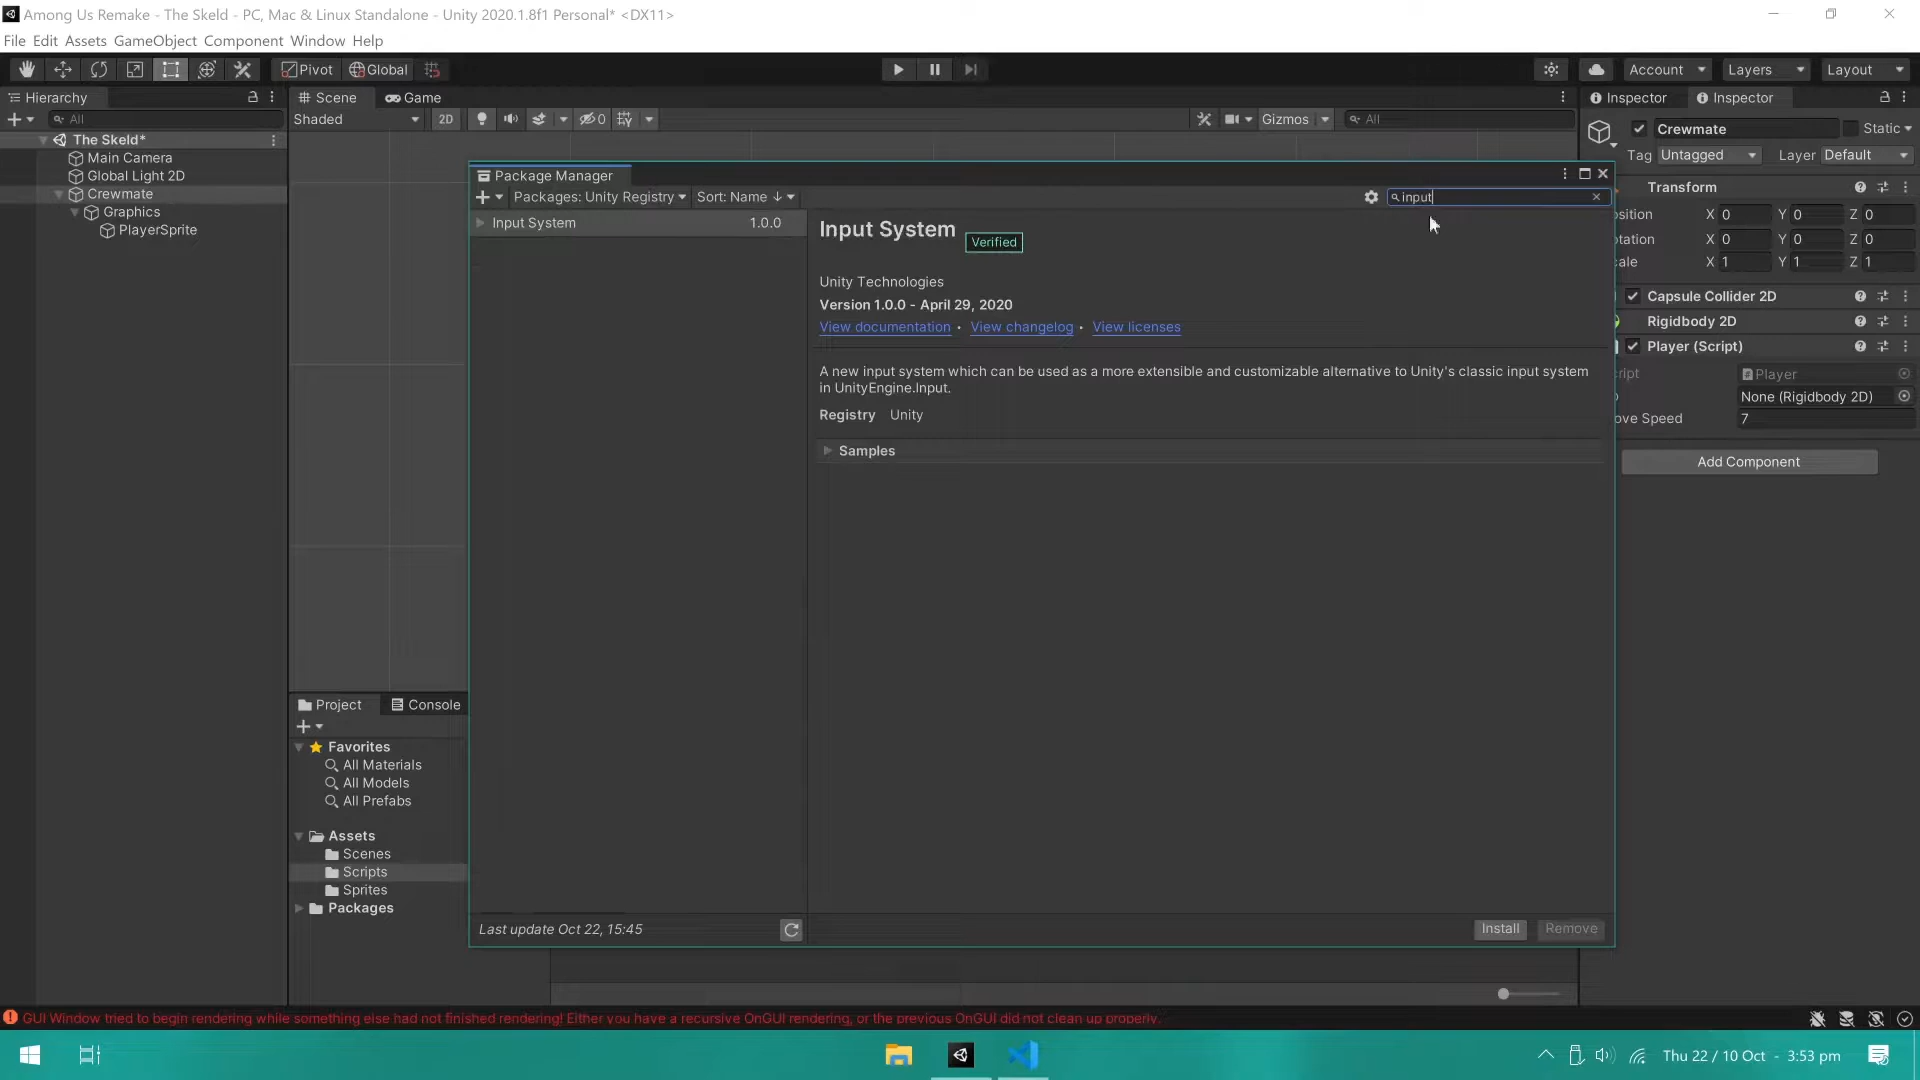 Among Us Remake - The Skeld - PC, Mac & Linux Standalone - Unity 2020.1.8f1 Personal* <DX11>
File Edit Assets GameObject Component Window Help
Pivot Global Account Layers Layout
Hierarchy Scene Game Inspector Inspector
All Shaded 2D 0 Gizmos All Crewmate Static
The Skeld*
Main Camera
Global Light 2D
Crewmate
Graphics
PlayerSprite
Package Manager
Packages: Unity Registry Sort: Name ↓ input
Input System 1.0.0
Input System Verified
Unity Technologies
Version 1.0.0 - April 29, 2020
View documentation • View changelog • View licenses
A new input system which can be used as a more extensible and customizable alternative to Unity's classic input system
in UnityEngine.Input.
Registry Unity
Samples
Last update Oct 22, 15:45
Install Remove
Tag Untagged Layer Default
Transform
osition X 0 Y 0 Z 0
otation X 0 Y 0 Z 0
ale X 1 Y 1 Z 1
Capsule Collider 2D
Rigidbody 2D
Player (Script)
ript Player
None (Rigidbody 2D)
ove Speed 7
Add Component
Project Console
Favorites
All Materials
All Models
All Prefabs
Assets
Scenes
Scripts
Sprites
Packages
GUI Window tried to begin rendering while something else had not finished rendering! Either you have a recursive OnGUI rendering, or the previous OnGUI did not clean up properly.
Thu 22 / 10 Oct - 3:53 pm